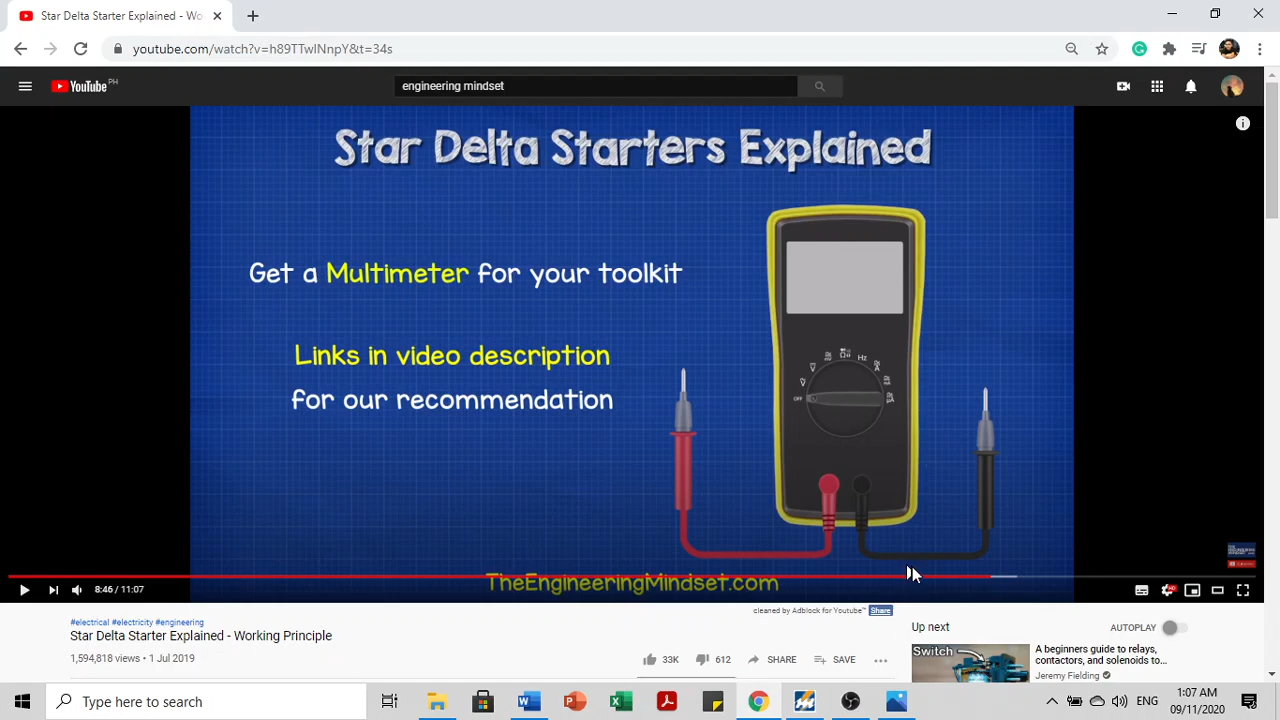 Star Delta Starter Explained - Wo
youtube.com/watch?v=h89TTwlNnpY&t=34s
YouTube PH
engineering mindset
Star Delta Starters Explained
Get a Multimeter for your toolkit
Links in video description
for our recommendation
Hz
OFF
TheEngineeringMindset.com
8:46 / 11:07
HD
cleaned by Adblock for Youtube™ Share
#electrical #electricity #engineering
Star Delta Starter Explained - Working Principle
1,594,818 views • 1 Jul 2019
33K
612
SHARE
SAVE
Up next
AUTOPLAY
Switch
A beginners guide to relays,
contactors, and solenoids to...
Jeremy Fielding
Type here to search
ENG
1:07 AM
09/11/2020